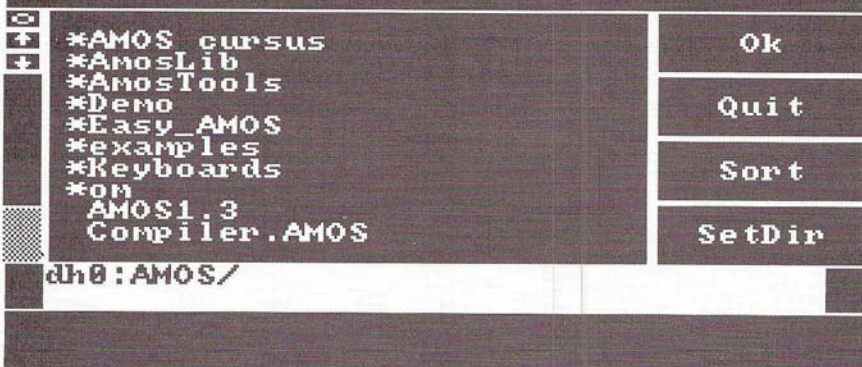 *AMOS cursus
*AmosLib
*AmosTools
*Demo
*Easy_AMOS
*examples
*Keyboards
*om
AMOS1.3
Compiler.AMOS
Ok
Quit
Sort
SetDir
dh0:AMOS/